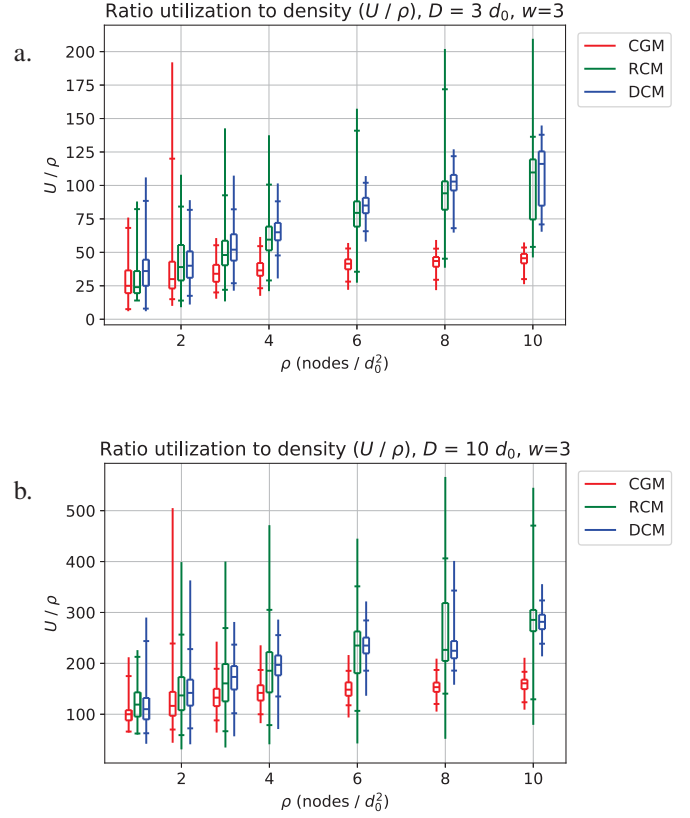 Ratio utilization to density (U / ρ), D = 3 d₀, w=3
a.
200
175
150
125
100
75
50
25
0
U / ρ
2
4
6
8
10
ρ (nodes / d₀²)
CGM
RCM
DCM
Ratio utilization to density (U / ρ), D = 10 d₀, w=3
b.
500
400
300
200
100
U / ρ
2
4
6
8
10
ρ (nodes / d₀²)
CGM
RCM
DCM